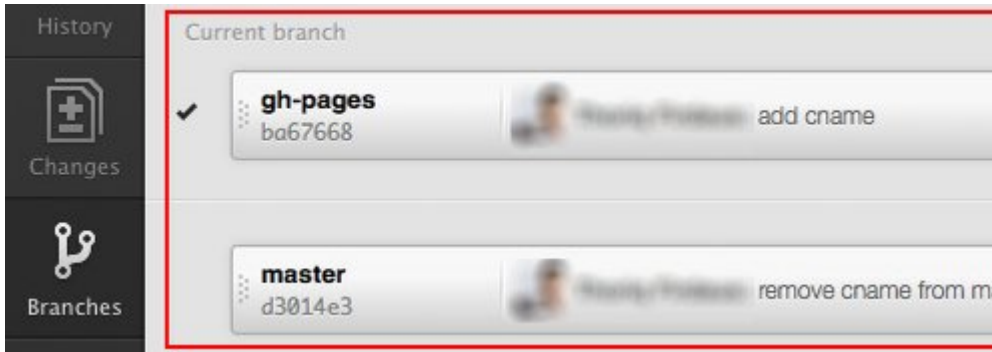 History
Current branch
gh-pages
add cname
ba67668
Changes
master
remove cname from m
d3014e3
Branches